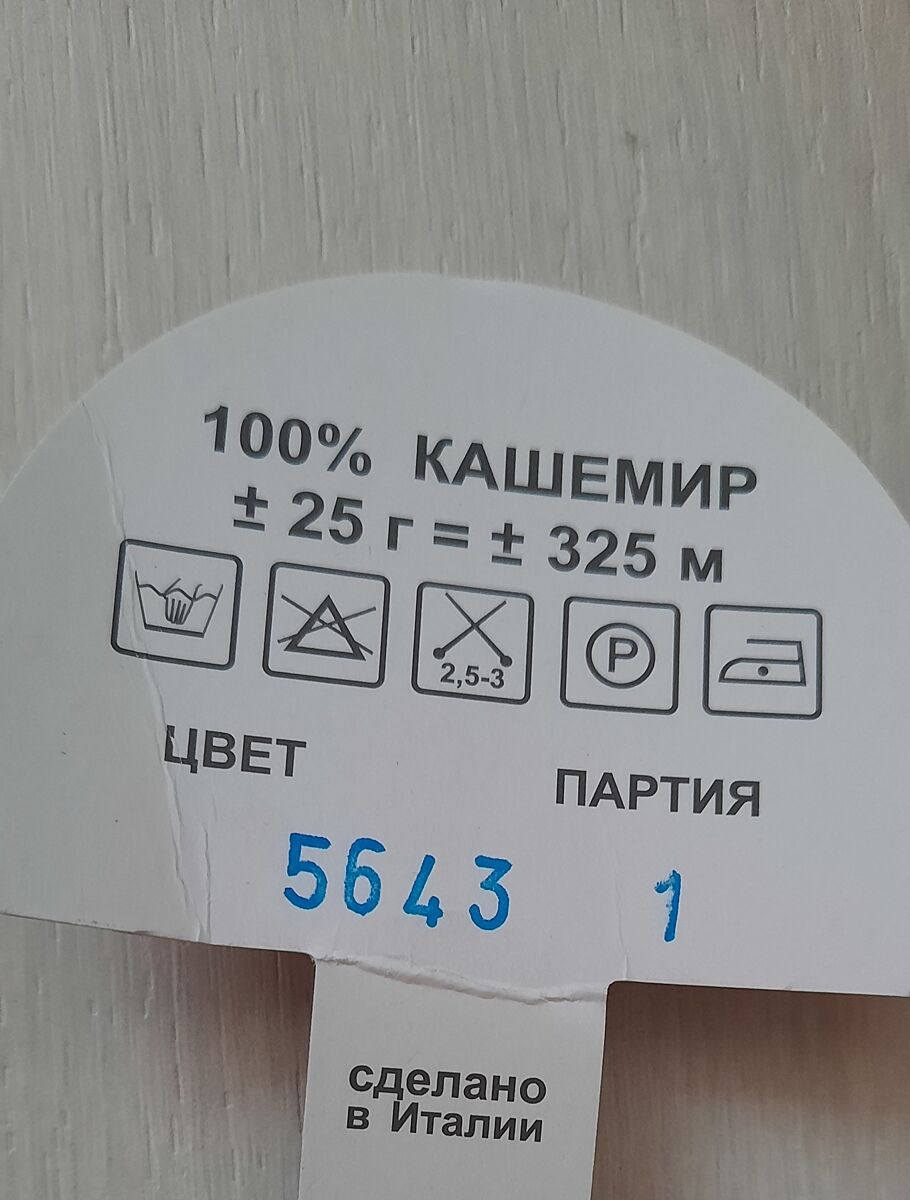 100% КАШЕМИР
± 25 г = ± 325 м
2,5-3
P
ЦВЕТ ПАРТИЯ
5643 1
сделано
в Италии